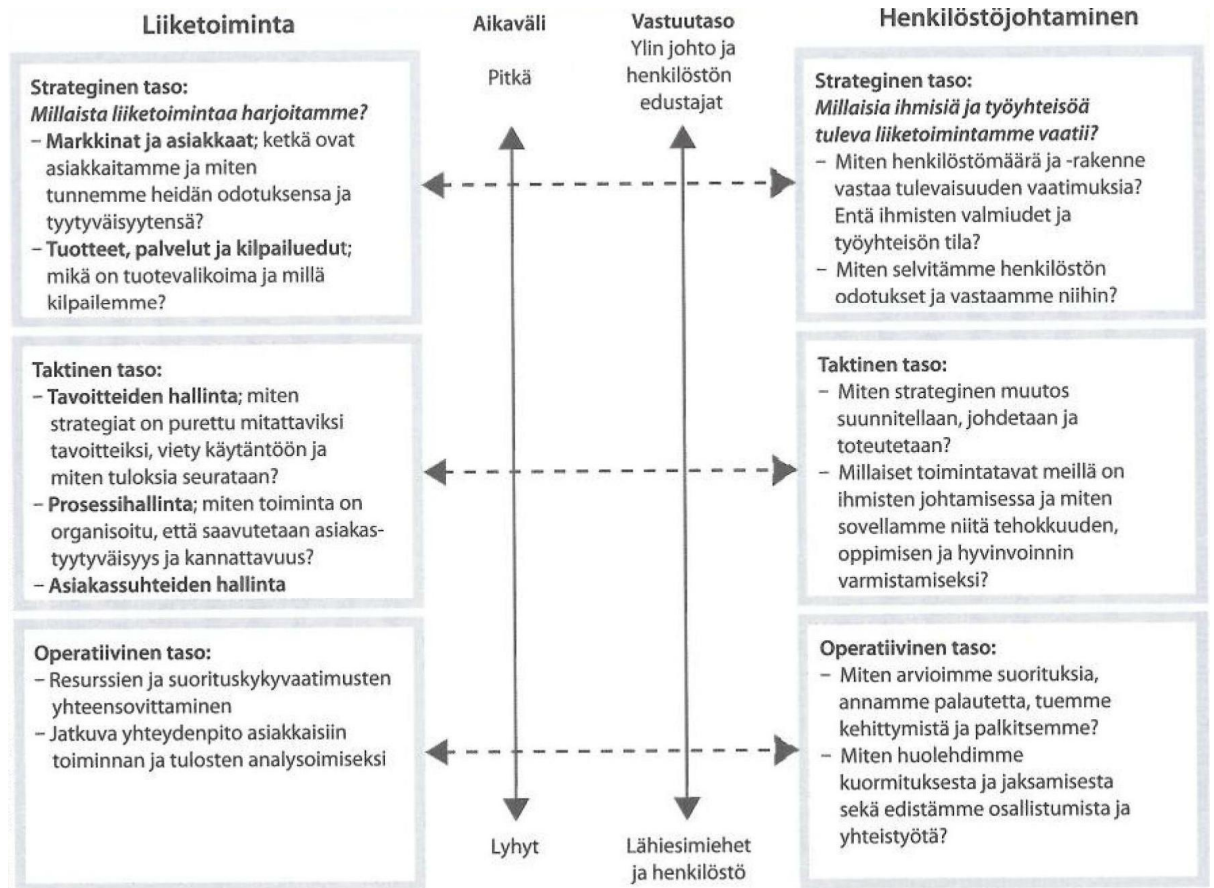 Liiketoiminta
Strateginen taso:
Millaista liiketoimintaa harjoitamme?
– Markkinat ja asiakkaat; ketkä ovat
asiakkaitamme ja miten
tunnemme heidän odotuksensa ja
tyytyväisyytensä?
– Tuotteet, palvelut ja kilpailuedut;
mikä on tuotevalikoima ja millä
kilpailemme?
Taktinen taso:
– Tavoitteiden hallinta; miten
strategiat on purettu mitattaviksi
tavoitteiksi, viety käytäntöön ja
miten tuloksia seurataan?
– Prosessihallinta; miten toiminta on
organisoitu, että saavutetaan asiakas-
tyytyväisyys ja kannattavuus?
– Asiakassuhteiden hallinta
Operatiivinen taso:
– Resurssien ja suorituskykyvaatimusten
yhteensovittaminen
– Jatkuva yhteydenpito asiakkaisiin
toiminnan ja tulosten analysoimiseksi
Aikaväli
Pitkä
Lyhyt
Vastuutaso
Ylin johto ja
henkilöstön
edustajat
Lähiesimiehet
ja henkilöstö
Henkilöstöjohtaminen
Strateginen taso:
Millaisia ihmisiä ja työyhteisöä
tuleva liiketoimintamme vaatii?
– Miten henkilöstömäärä ja -rakenne
vastaa tulevaisuuden vaatimuksia?
Entä ihmisten valmiudet ja
työyhteisön tila?
– Miten selvitämme henkilöstön
odotukset ja vastaamme niihin?
Taktinen taso:
– Miten strateginen muutos
suunnitellaan, johdetaan ja
toteutetaan?
– Millaiset toimintatavat meillä on
ihmisten johtamisessa ja miten
sovellamme niitä tehokkuuden,
oppimisen ja hyvinvoinnin
varmistamiseksi?
Operatiivinen taso:
– Miten arvioimme suorituksia,
annamme palautetta, tuemme
kehittymistä ja palkitsemme?
– Miten huolehdimme
kuormituksesta ja jaksamisesta
sekä edistämme osallistumista ja
yhteistyötä?